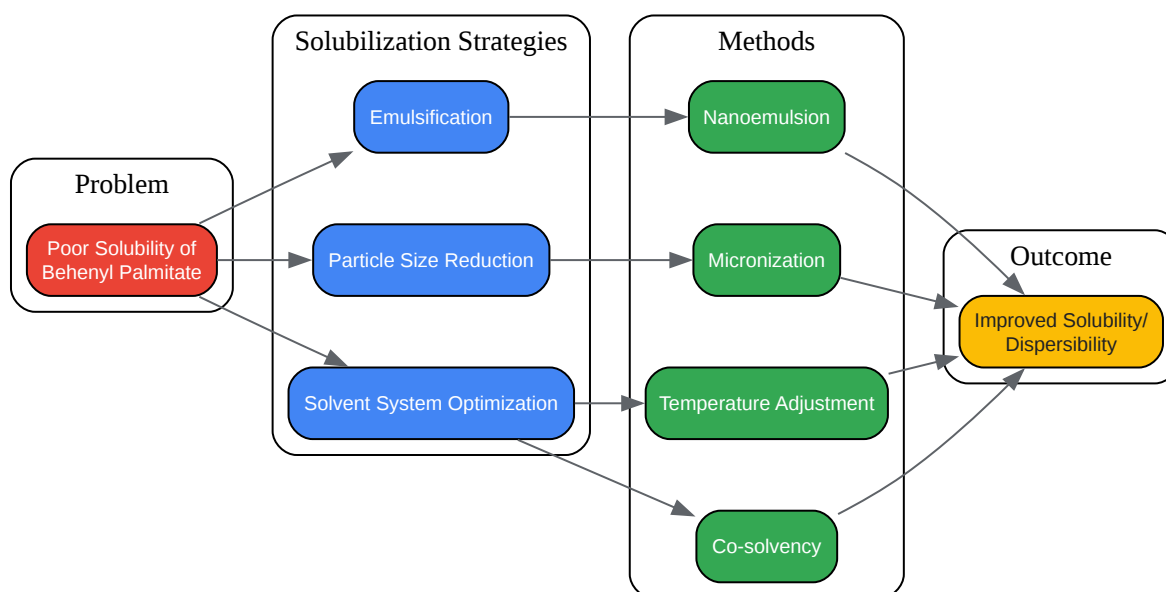 Problem
Poor Solubility of
Behenyl Palmitate
Solubilization Strategies
Emulsification
Particle Size Reduction
Solvent System Optimization
Methods
Nanoemulsion
Micronization
Temperature Adjustment
Co-solvency
Outcome
Improved Solubility/
Dispersibility